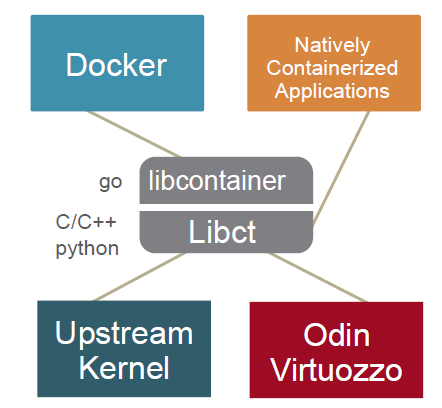 Docker
Natively
Containerized
Applications
go
libcontainer
C/C++
python
Libct
Upstream
Kernel
Odin
Virtuozzo